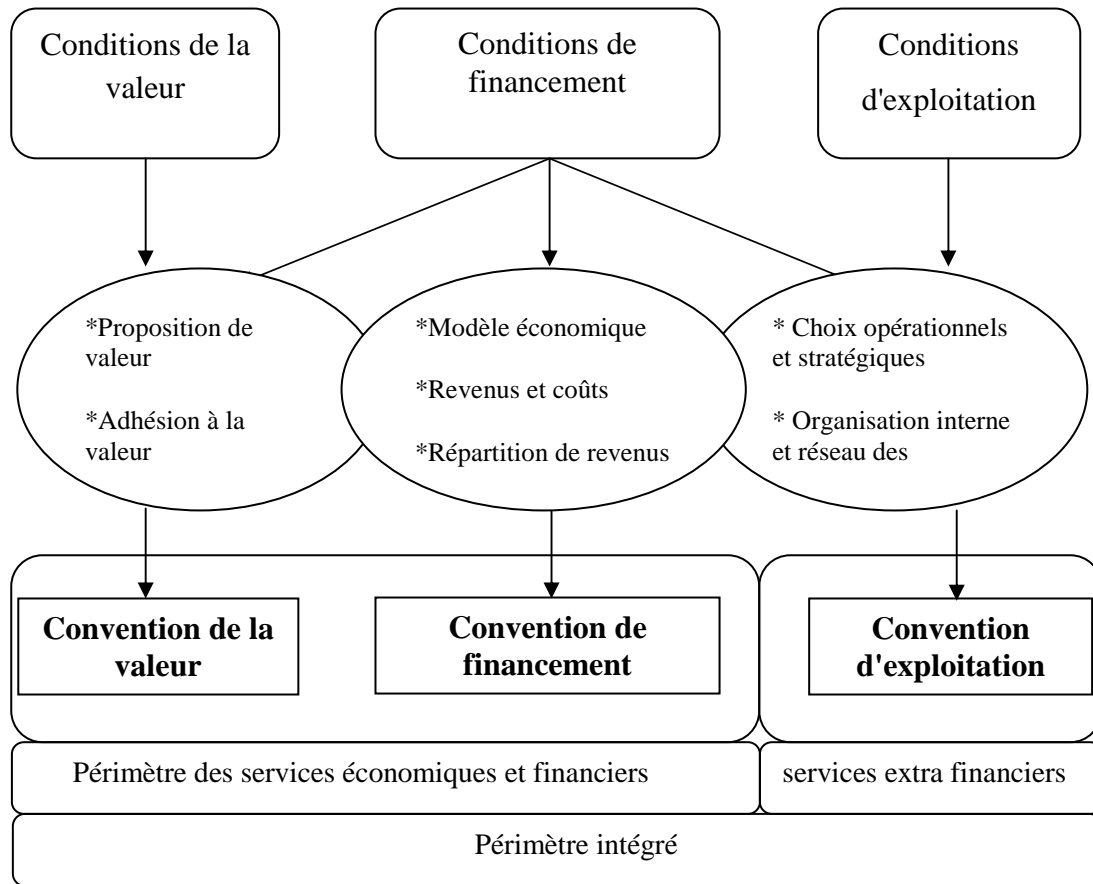 Conditions de la
valeur
Conditions de
financement
Conditions
d'exploitation
*Proposition de
valeur
*Adhésion à la
valeur
*Modèle économique
*Revenus et coûts
*Répartition de revenus
* Choix opérationnels
et stratégiques
* Organisation interne
et réseau des
Convention de la
valeur
Convention de
financement
Convention
d'exploitation
Périmètre des services économiques et financiers
services extra financiers
Périmètre intégré